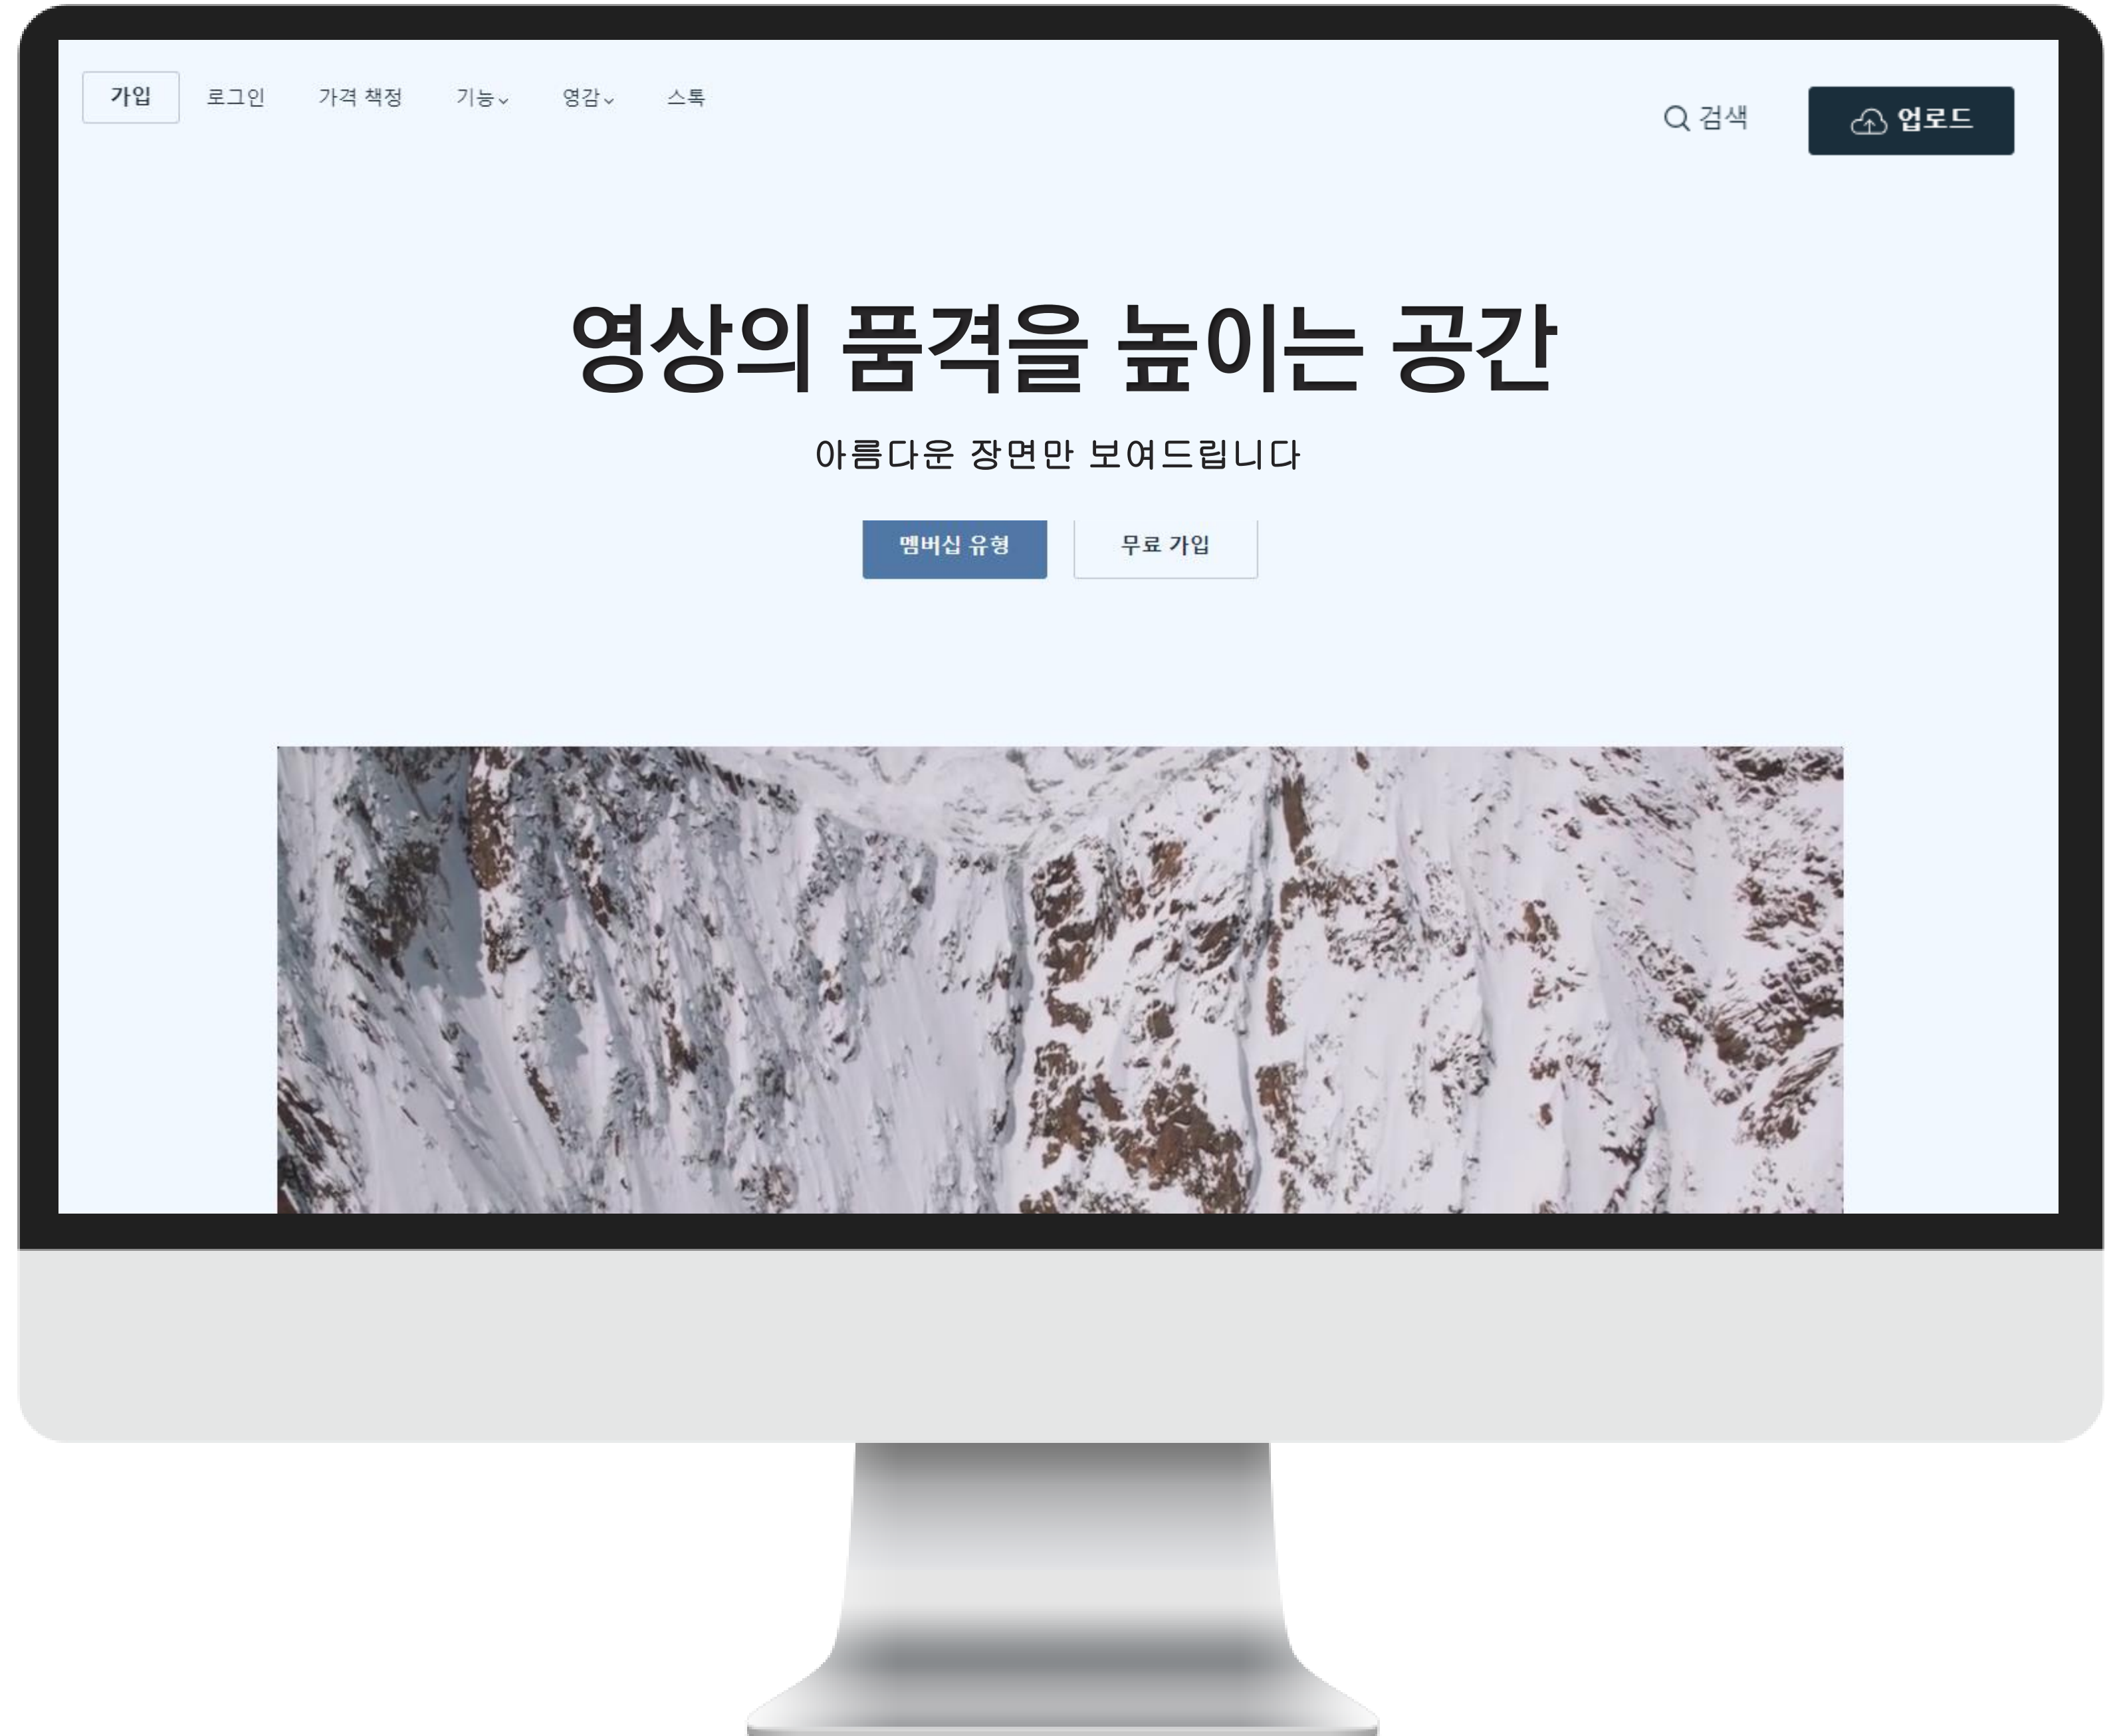 가입 로그인 가격 책정 기능 영감 스톡
검색 업로드
영상의 품격을 높이는 공간
아름다운 장면만 보여드립니다
멤버십 유형 무료 가입